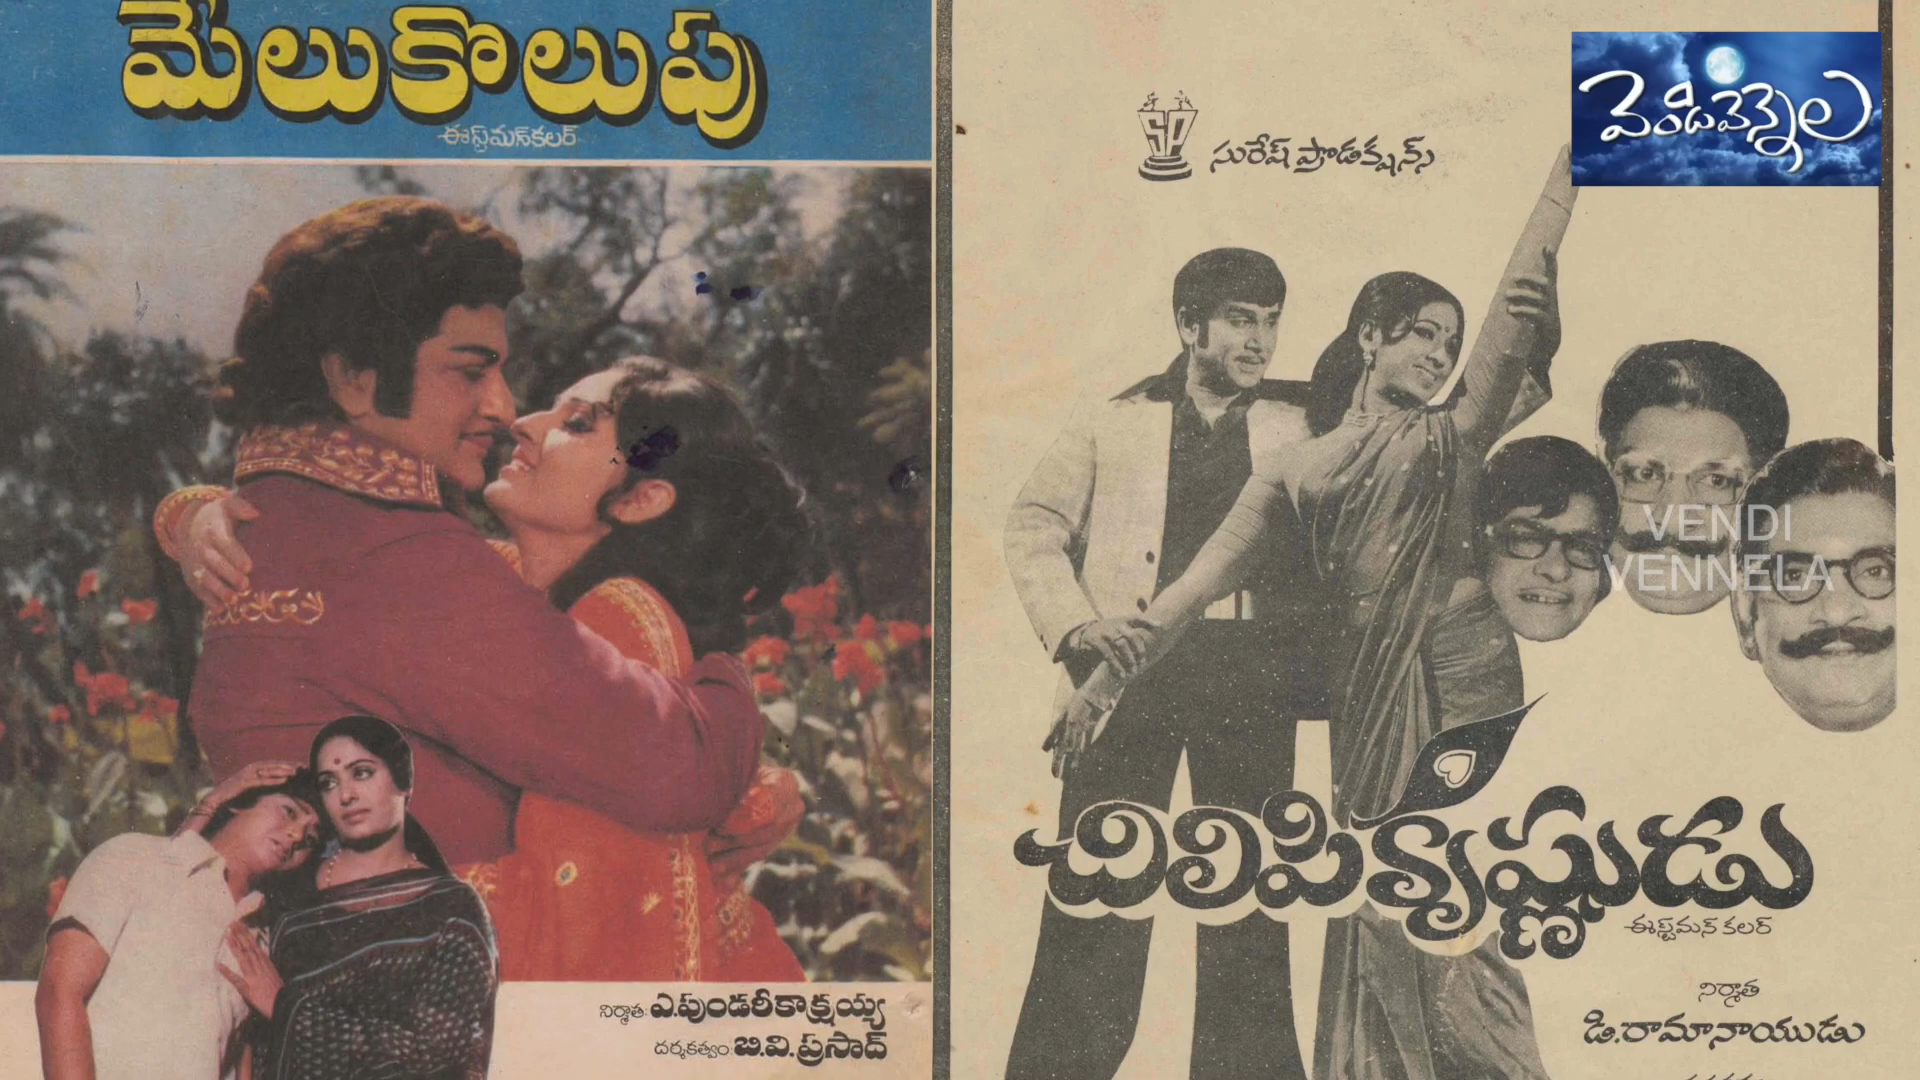 మేలుకొలుపు
ఈస్ట్‌మన్‌కలర్
నిర్మాత: ఎ.పుండరీకాక్షయ్య
దర్శకత్వం: బి.వి.ప్రసాద్
వెండివెన్నెల
SP
సురేష్ ప్రొడక్షన్స్
VENDI
VENNELA
చిలిపికృష్ణుడు
ఈస్ట్‌మన్ కలర్
నిర్మాత
డి.రామానాయుడు